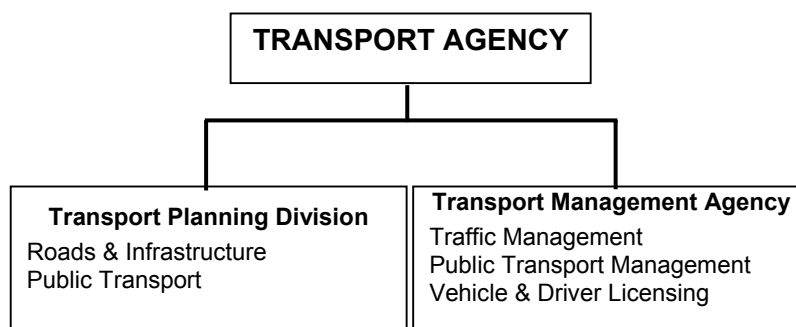 TRANSPORT AGENCY
Transport Planning Division
Roads & Infrastructure
Public Transport
Transport Management Agency
Traffic Management
Public Transport Management
Vehicle & Driver Licensing